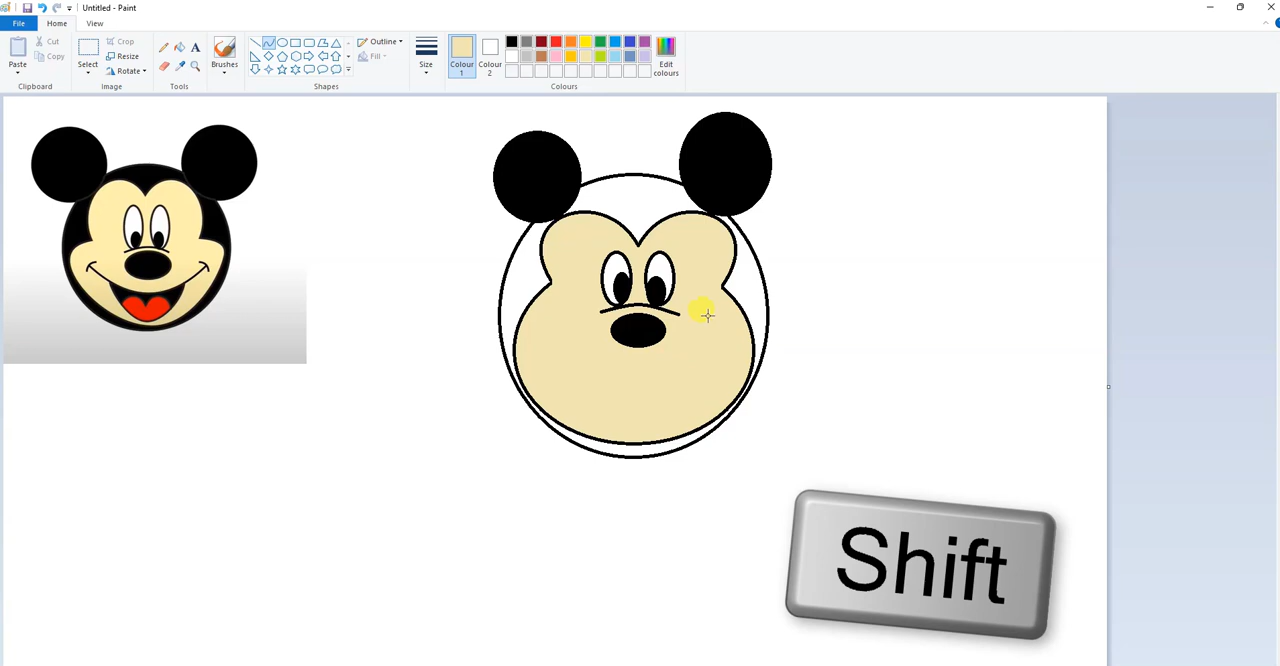 Untitled - Paint
File Home View
Paste Cut Copy
Clipboard
Select Crop Resize Rotate
Image
Tools
Brushes
Outline Fill
Shapes
Size
Colour 1
Colour 2
Edit colours
Colours
Shift